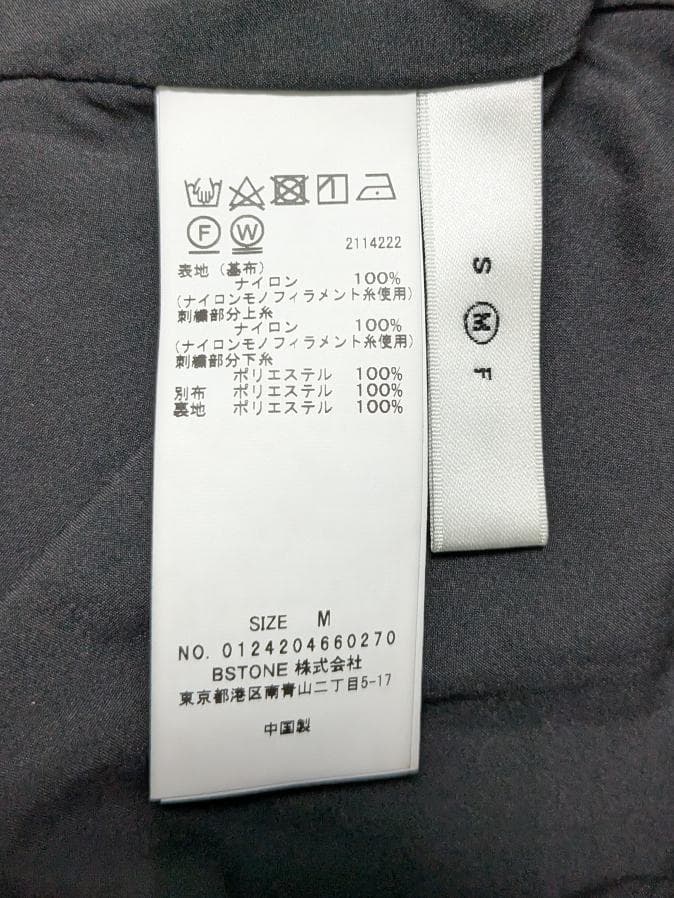 F W 2114222
表地(基布)
ナイロン 100%
(ナイロンモノフィラメント糸使用)
刺繍部分上糸
ナイロン 100%
(ナイロンモノフィラメント糸使用)
刺繍部分下糸
ポリエステル 100%
別布 ポリエステル 100%
裏地 ポリエステル 100%
SIZE M
NO. 0124204660270
BSTONE 株式会社
東京都港区南青山二丁目5-17
中国製
S M F